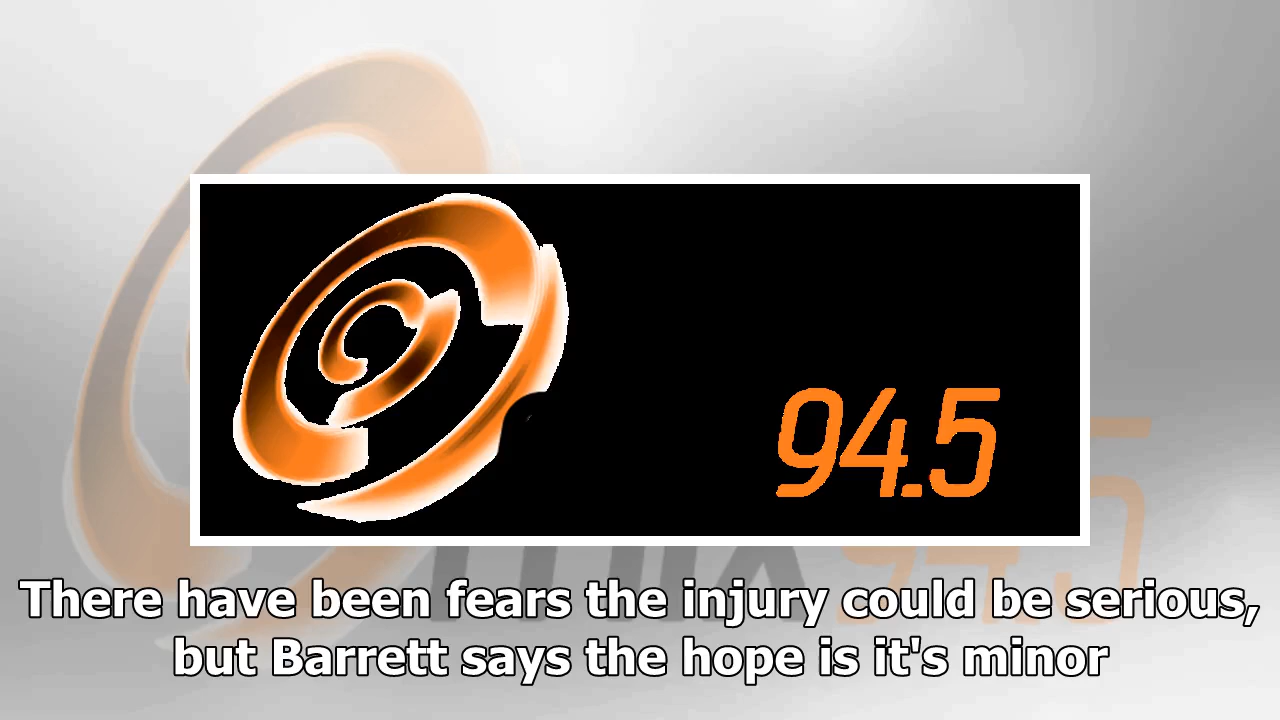 94.5
There have been fears the injury could be serious,
but Barrett says the hope is it's minor